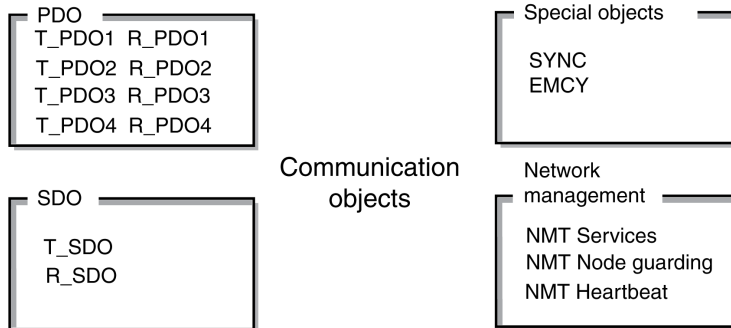 PDO
T_PDO1 R_PDO1
T_PDO2 R_PDO2
T_PDO3 R_PDO3
T_PDO4 R_PDO4
Special objects
SYNC
EMCY
Communication
objects
SDO
T_SDO
R_SDO
Network
management
NMT Services
NMT Node guarding
NMT Heartbeat